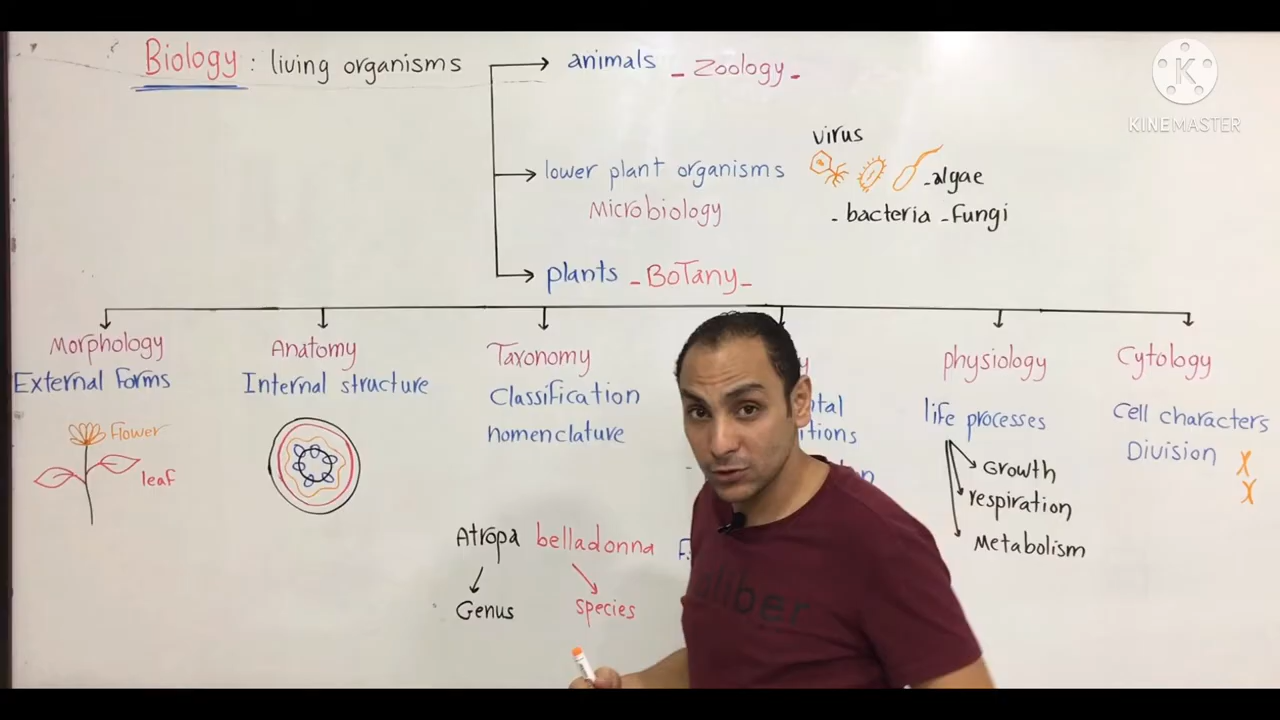 Biology : living organisms
animals - Zoology -
KINEMASTER
virus
lower plant organisms
- algae
Microbiology
- bacteria - Fungi
plants - BoTany -
Morphology
External Forms
Flower
leaf
Anatomy
Internal structure
Taxonomy
Classification
nomenclature
Atropa belladonna
Genus
species
physiology
life processes
Growth
respiration
Metabolism
Cytology
Cell characters
Division